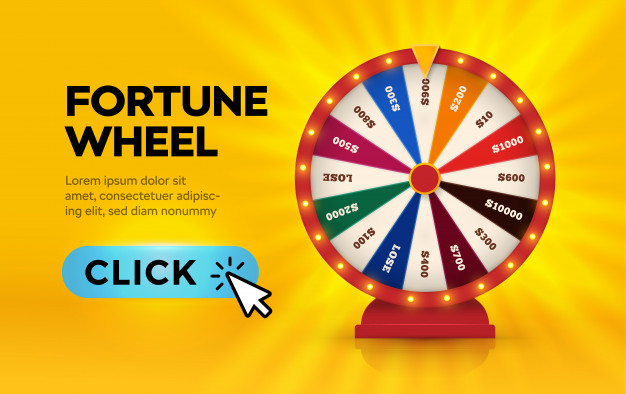 FORTUNE
WHEEL
Lorem ipsum dolor sit
amet, consectetuer adipisc-
ing elit, sed diam nonummy
CLICK
$900
$200
$10
$1000
$600
$10000
$300
$700
$400
LOSE
$100
$2000
LOSE
$500
$800
$300